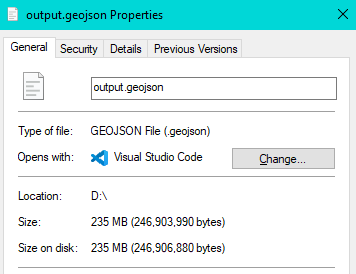 output.geojson Properties
General Security Details Previous Versions
output.geojson
Type of file: GEOJSON File (.geojson)
Opens with: Visual Studio Code Change...
Location: D:\
Size: 235 MB (246,903,990 bytes)
Size on disk: 235 MB (246,906,880 bytes)